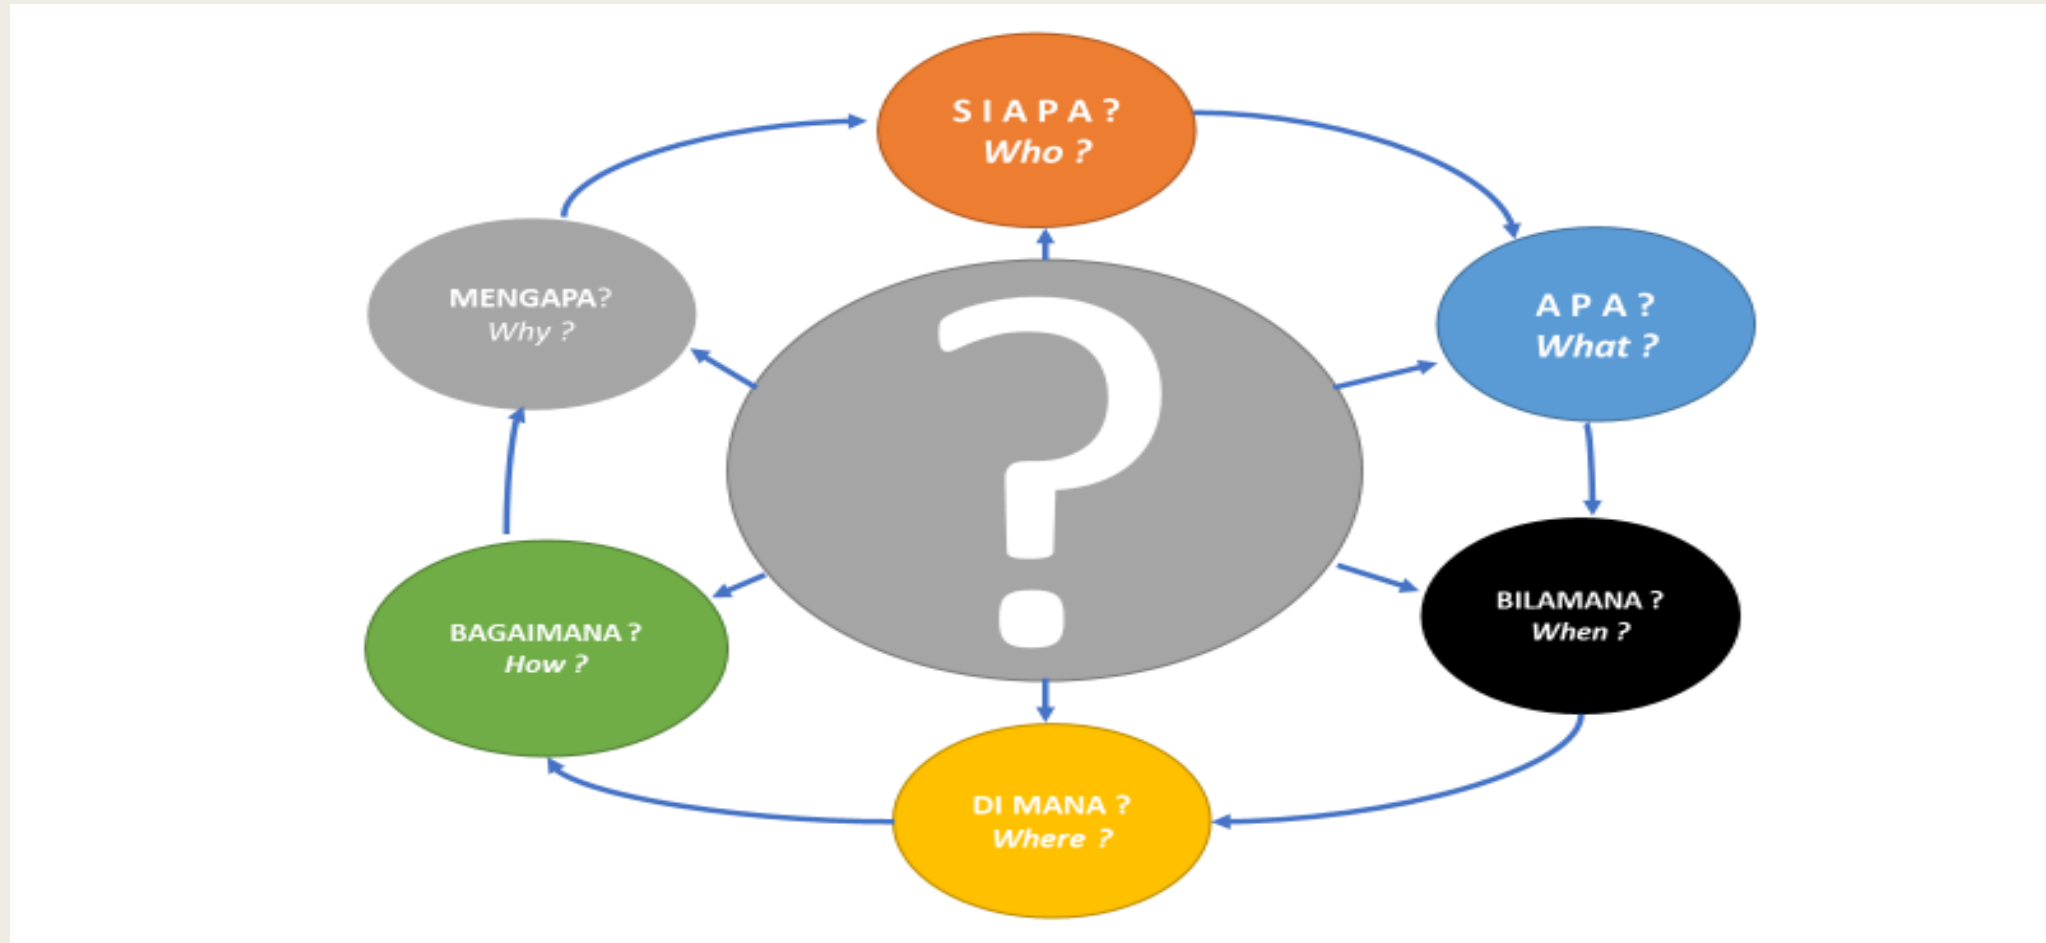 S I A P A ?
Who ?
A P A ?
What ?
BILAMANA ?
When ?
DI MANA ?
Where ?
BAGAIMANA ?
How ?
MENGAPA?
Why ?
?